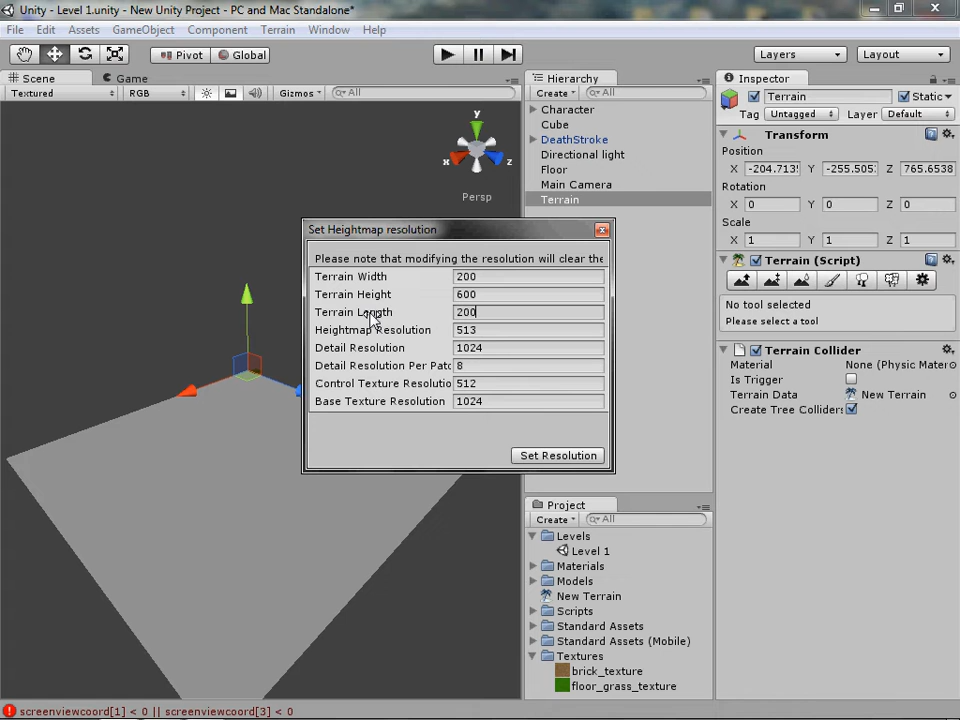 Unity - Level 1.unity - New Unity Project - PC and Mac Standalone*
File Edit Assets GameObject Component Terrain Window Help
Pivot Global Layers Layout
Scene Game
Textured RGB Gizmos All
Persp
y
x
z
Hierarchy
Create All
Character
Cube
DeathStroke
Directional light
Floor
Main Camera
Terrain
Set Heightmap resolution
Please note that modifying the resolution will clear the
Terrain Width 200
Terrain Height 600
Terrain Length 200
Heightmap Resolution 513
Detail Resolution 1024
Detail Resolution Per Patc 8
Control Texture Resolutio 512
Base Texture Resolution 1024
Set Resolution
Project
Create All
Levels
Level 1
Materials
Models
New Terrain
Scripts
Standard Assets
Standard Assets (Mobile)
Textures
brick_texture
floor_grass_texture
Inspector
Terrain Static
Tag Untagged Layer Default
Transform
Position
X -204.713 Y -255.505 Z 765.6538
Rotation
X 0 Y 0 Z 0
Scale
X 1 Y 1 Z 1
Terrain (Script)
No tool selected
Please select a tool
Terrain Collider
Material None (Physic Mater
Is Trigger
Terrain Data New Terrain
Create Tree Colliders
screenviewcoord[1] < 0 || screenviewcoord[3] < 0